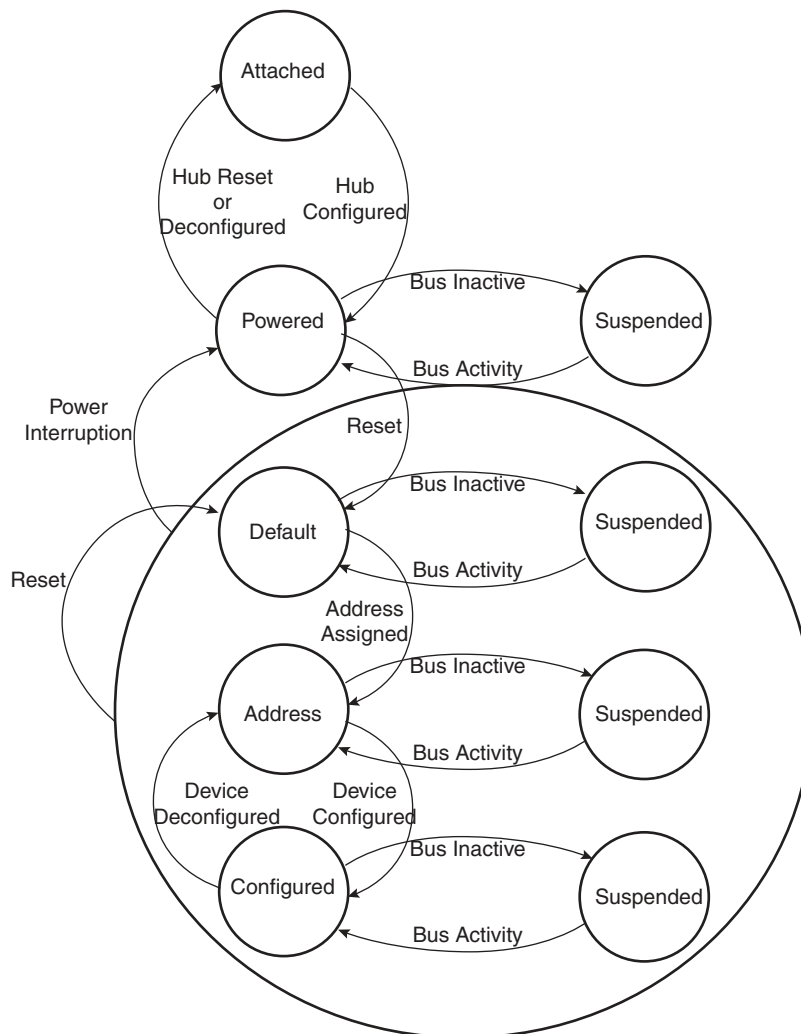 Attached
Hub Reset
or
Deconfigured
Hub
Configured
Powered
Bus Inactive
Suspended
Bus Activity
Power
Interruption
Reset
Default
Bus Inactive
Suspended
Bus Activity
Reset
Address
Assigned
Address
Bus Inactive
Suspended
Bus Activity
Device
Deconfigured
Device
Configured
Configured
Bus Inactive
Suspended
Bus Activity